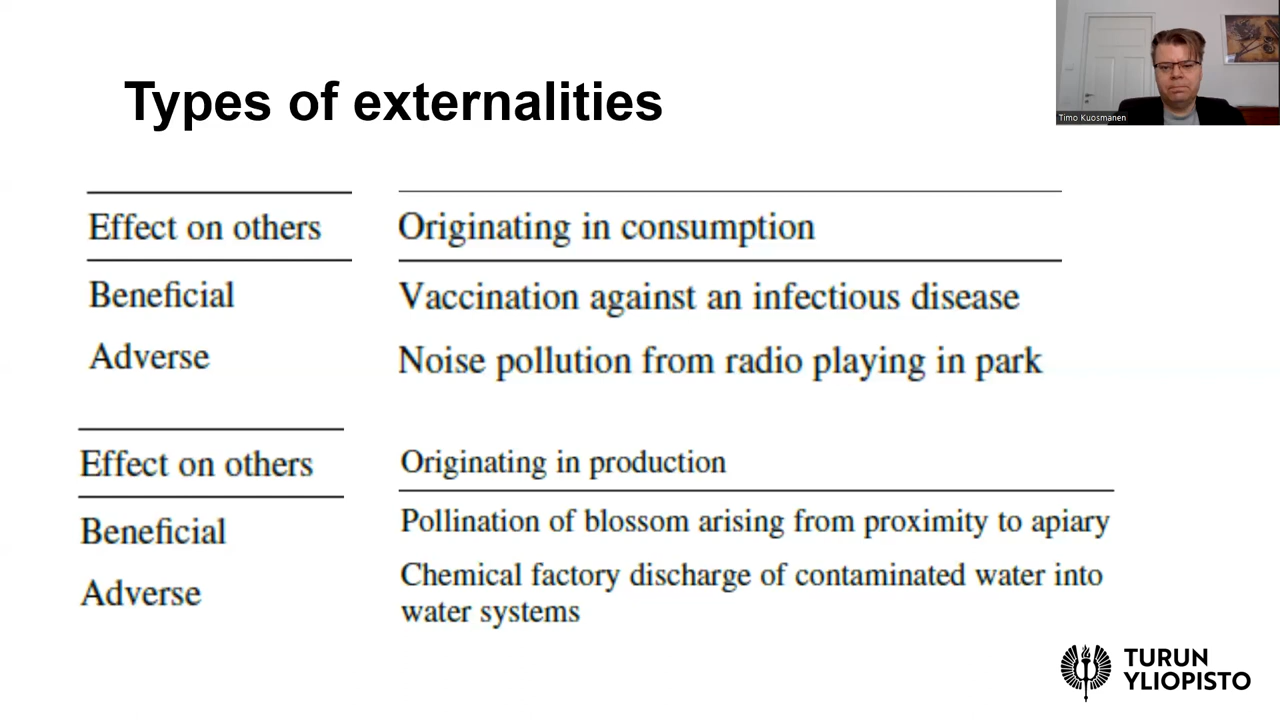 Types of externalities
Timo Kuosmanen
Effect on others Originating in consumption
Beneficial Vaccination against an infectious disease
Adverse Noise pollution from radio playing in park
Effect on others Originating in production
Beneficial Pollination of blossom arising from proximity to apiary
Adverse Chemical factory discharge of contaminated water into
water systems
TURUN
YLIOPISTO